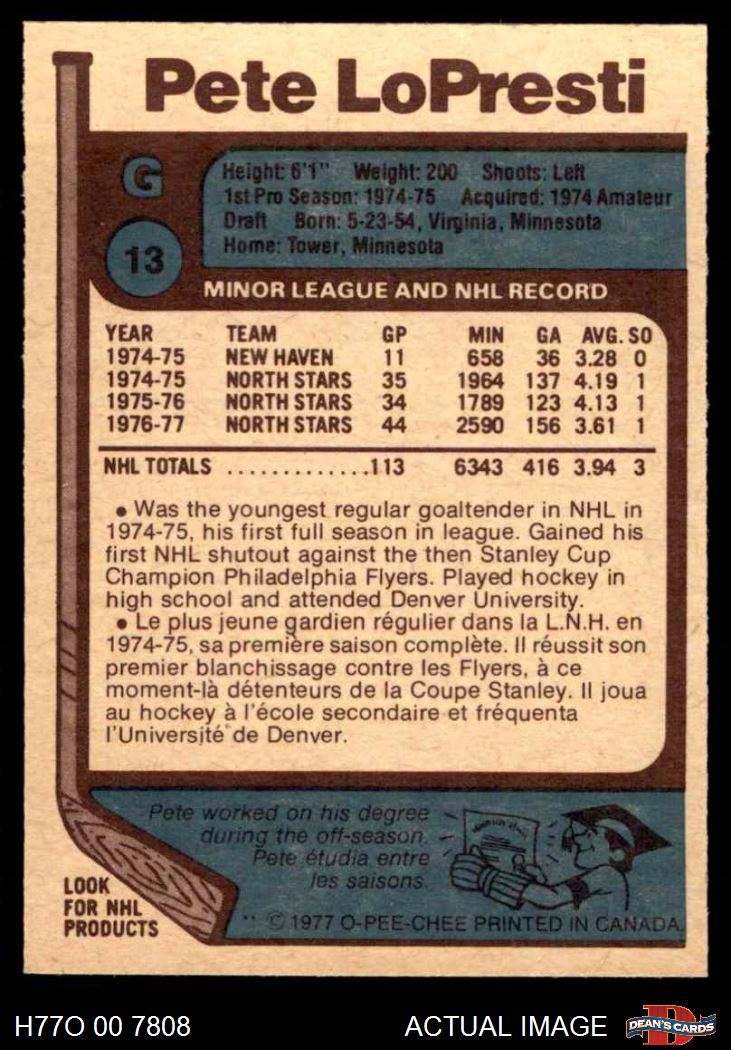 Pete LoPresti
G
Height: 6'1" Weight: 200 Shoots: Left
1st Pro Season: 1974-75 Acquired: 1974 Amateur
Draft Born: 5-23-54, Virginia, Minnesota
Home: Tower, Minnesota
13
MINOR LEAGUE AND NHL RECORD
YEAR TEAM GP MIN GA AVG. SO
1974-75 NEW HAVEN 11 658 36 3.28 0
1974-75 NORTH STARS 35 1964 137 4.19 1
1975-76 NORTH STARS 34 1789 123 4.13 1
1976-77 NORTH STARS 44 2590 156 3.61 1
NHL TOTALS .............113 6343 416 3.94 3
• Was the youngest regular goaltender in NHL in
1974-75, his first full season in league. Gained his
first NHL shutout against the then Stanley Cup
Champion Philadelphia Flyers. Played hockey in
high school and attended Denver University.
• Le plus jeune gardien régulier dans la L.N.H. en
1974-75, sa première saison complète. Il réussit son
premier blanchissage contre les Flyers, à ce
moment-là détenteurs de la Coupe Stanley. Il joua
au hockey à l'école secondaire et fréquenta
l'Université de Denver.
Pete worked on his degree
during the off-season.
Pete étudia entre
les saisons.
LOOK
FOR NHL
PRODUCTS
** © 1977 O-PEE-CHEE PRINTED IN CANADA
H77O 00 7808
ACTUAL IMAGE
D
DEAN'S CARDS